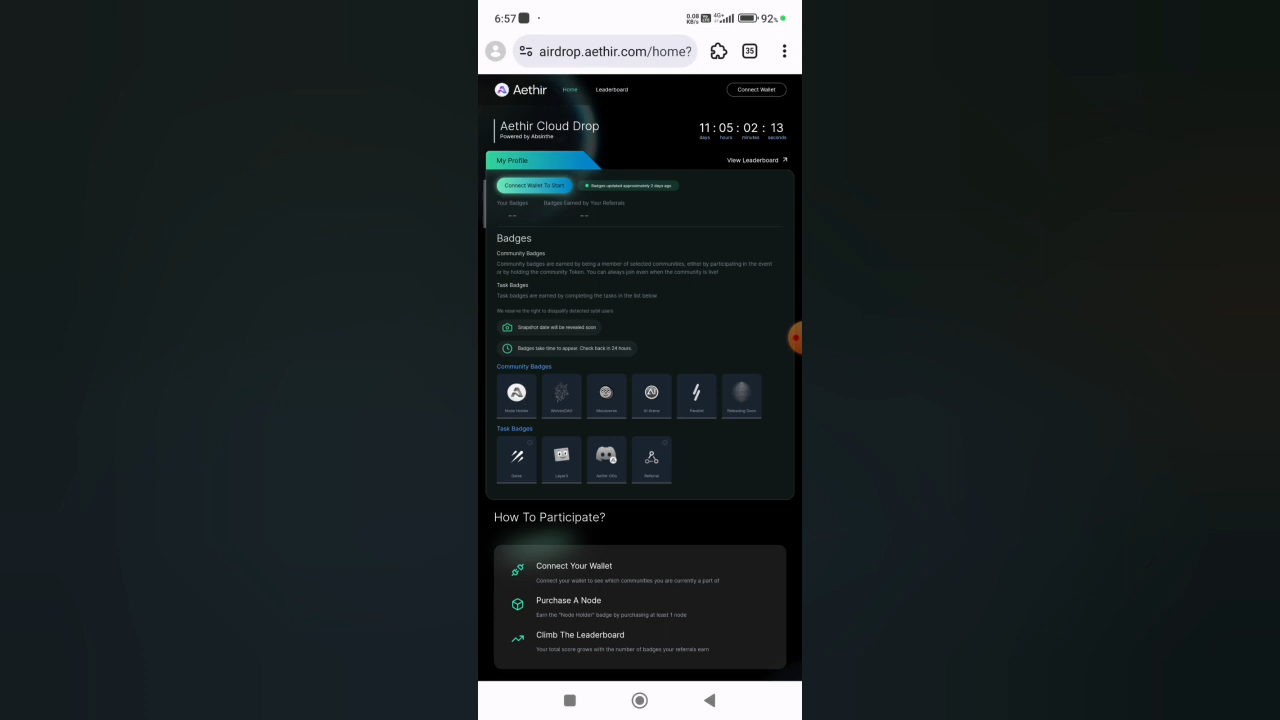 6:57
0.08 KB/s 4G+ 92%
airdrop.aethir.com/home?
35
Aethir Home Leaderboard Connect Wallet
Aethir Cloud Drop
Powered by Absinthe
11 : 05 : 02 : 13
days hours minutes seconds
My Profile
View Leaderboard
Connect Wallet To Start
Badges updated approximately 2 days ago
Your Badges Badges Earned by Your Referrals
-- --
Badges
Community Badges
Community badges are earned by being a member of selected communities, either by participating in the event
or by holding the community Token. You can always join even when the community is live!
Task Badges
Task badges are earned by completing the tasks in the list below
We reserve the right to disqualify detected sybil users
Snapshot date will be revealed soon
Badges take time to appear. Check back in 24 hours.
Community Badges
Node Holder
AI Arena Parallel Releasing Soon
Task Badges
Layer3 Referral
How To Participate?
Connect Your Wallet
Connect your wallet to see which communities you are currently a part of
Purchase A Node
Earn the "Node Holder" badge by purchasing at least 1 node
Climb The Leaderboard
Your total score grows with the number of badges your referrals earn